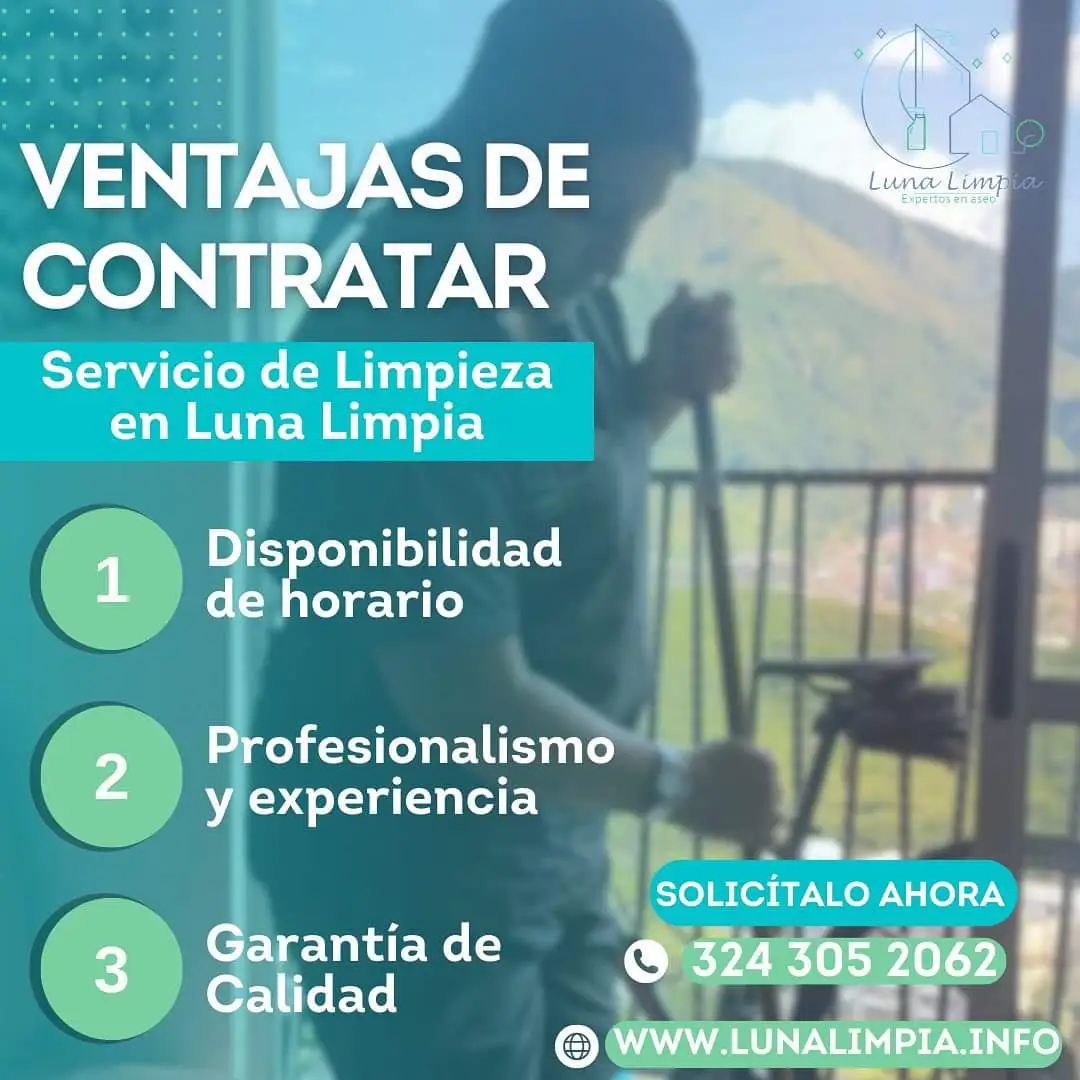 Luna Limpia
Expertos en aseo
VENTAJAS DE
CONTRATAR
Servicio de Limpieza
en Luna Limpia
1
Disponibilidad
de horario
2
Profesionalismo
y experiencia
3
Garantía de
Calidad
SOLICÍTALO AHORA
324 305 2062
WWW.LUNALIMPIA.INFO